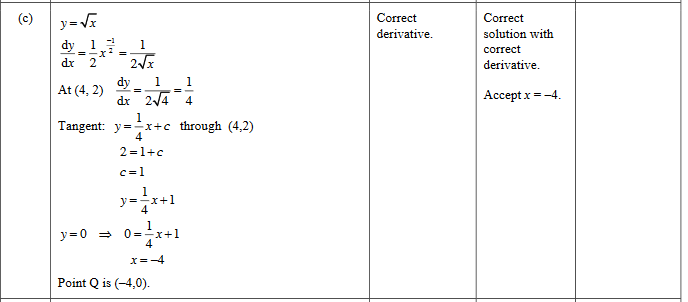 (c)
y = √x
dy/dx = 1/2 x^(-1/2) = 1/(2√x)
At (4, 2) dy/dx = 1/(2√4) = 1/4
Tangent: y = 1/4 x + c through (4,2)
2 = 1 + c
c = 1
y = 1/4 x + 1
y = 0 ⇒ 0 = 1/4 x + 1
x = –4
Point Q is (–4,0).
Correct
derivative.
Correct
solution with
correct
derivative.
Accept x = –4.